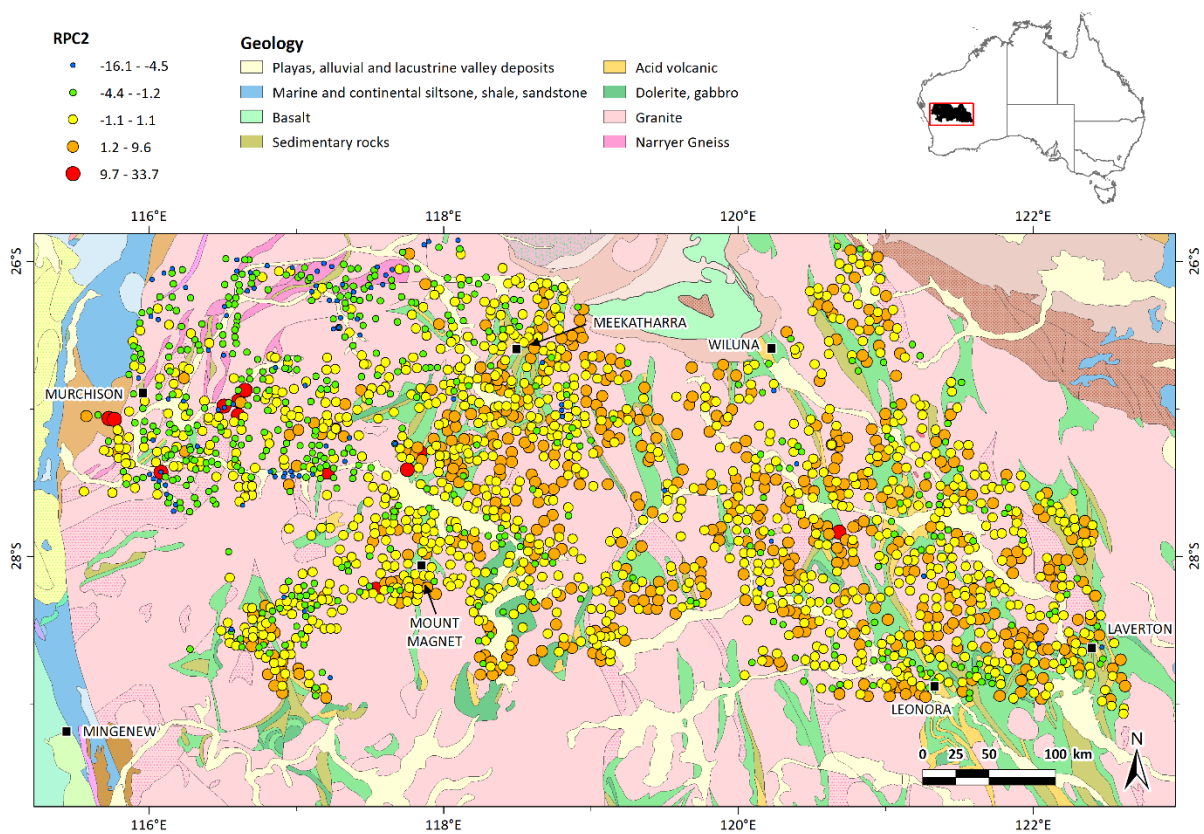 RPC2
-16.1 - -4.5
-4.4 - -1.2
-1.1 - 1.1
1.2 - 9.6
9.7 - 33.7
Geology
Playas, alluvial and lacustrine valley deposits
Marine and continental siltsone, shale, sandstone
Basalt
Sedimentary rocks
Acid volcanic
Dolerite, gabbro
Granite
Narryer Gneiss
116°E
118°E
120°E
122°E
26°S
26°S
MEEKATHARRA
WILUNA
MURCHISON
28°S
28°S
MOUNT
MAGNET
LAVERTON
LEONORA
MINGENEW
0 25 50 100 km
N
116°E
118°E
120°E
122°E